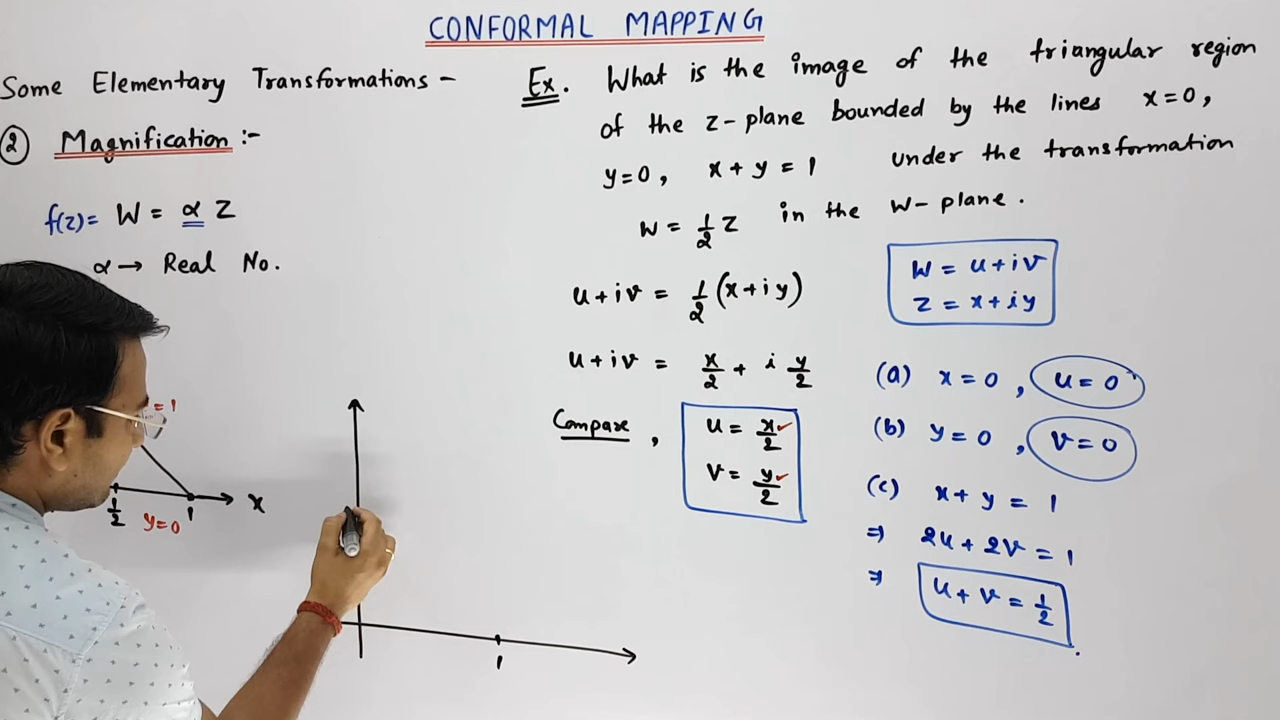 CONFORMAL MAPPING
Some Elementary Transformations -
② Magnification :-
f(z)= W = α Z
α → Real No.
= 1
1/2
1
y=0
X
Ex. What is the image of the triangular region
of the z-plane bounded by the lines x=0,
y=0, x+y=1 under the transformation
W = 1/2 Z in the W-plane.
u+iv = 1/2 (x+iy)
u+iv = x/2 + i y/2
Compare, u = x/2 ✓
v = y/2 ✓
W = u+iv
Z = x+iy
(a) x=0, u=0
(b) y=0, v=0
(c) x+y = 1
⇒ 2u+2v=1
⇒ u+v=1/2
1